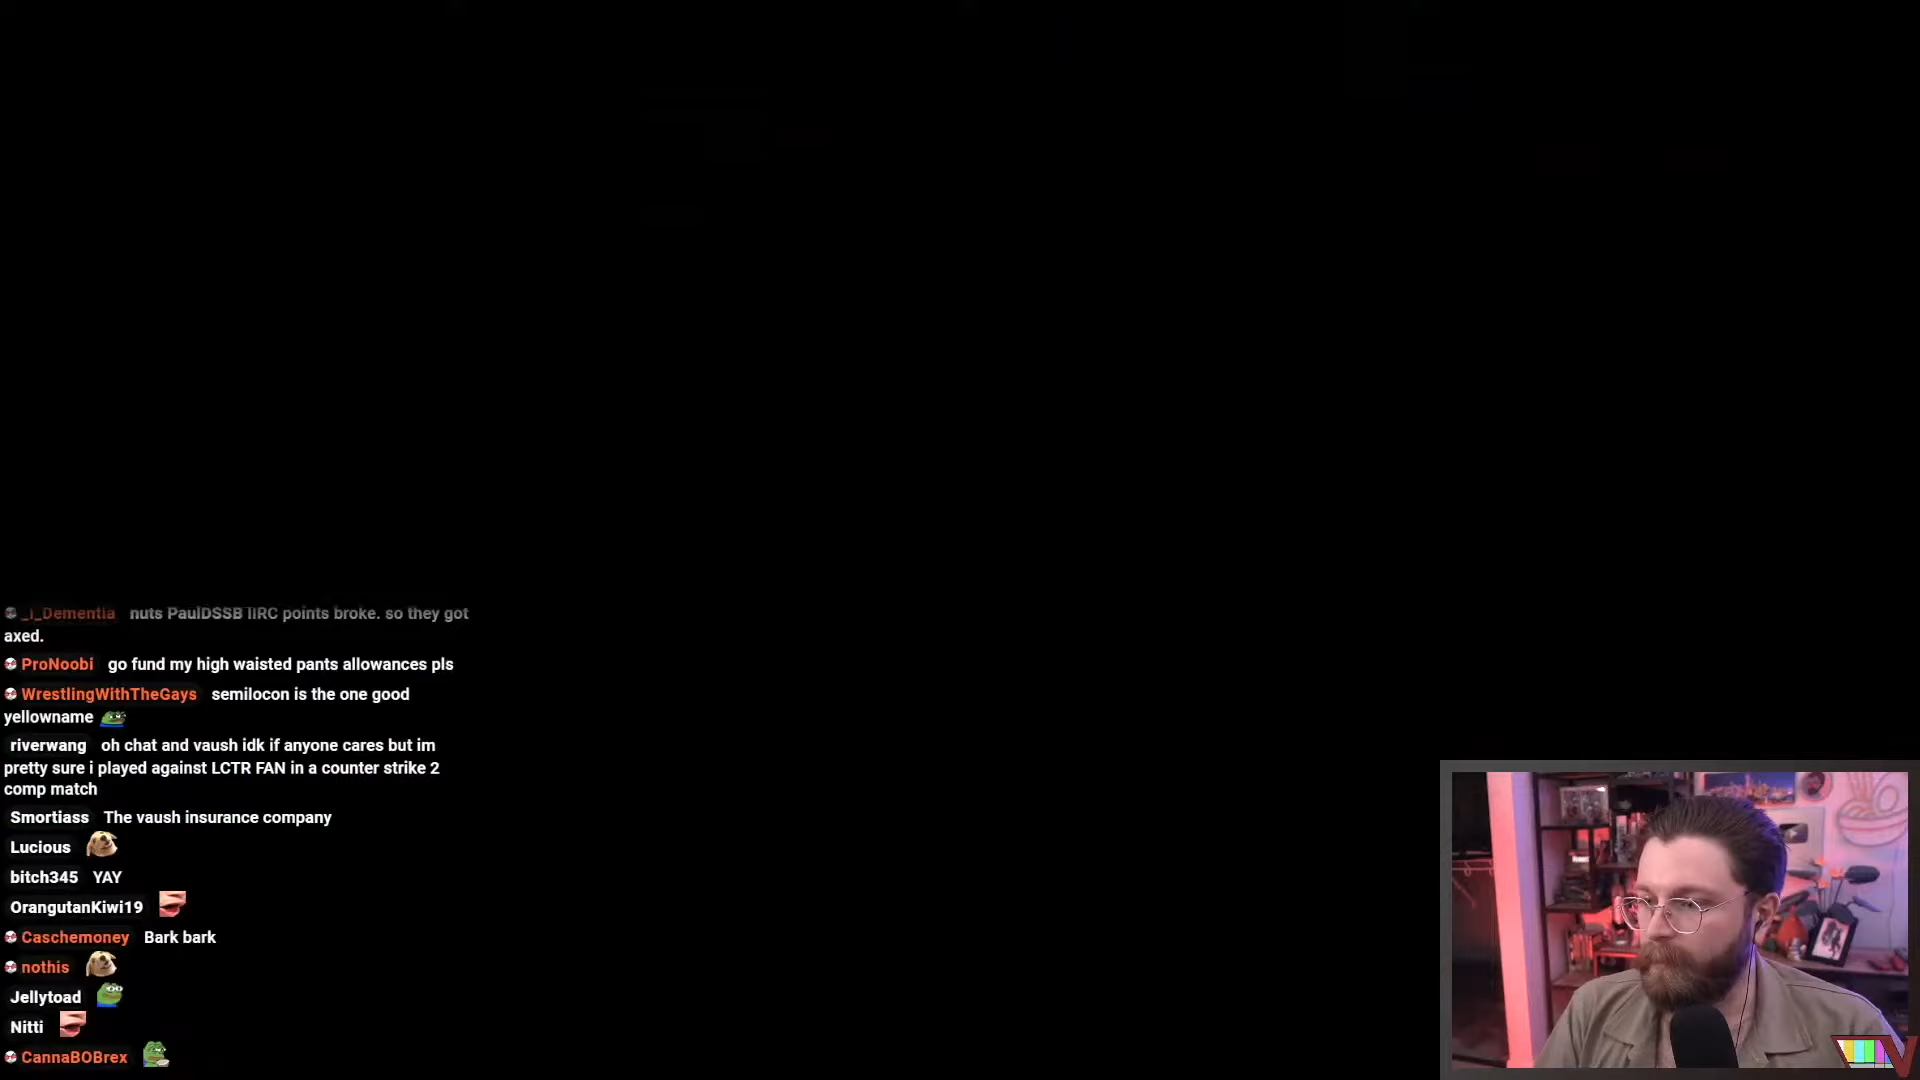 _i_Dementia nuts PaulDSSB IIRC points broke. so they got
axed.
ProNoobi go fund my high waisted pants allowances pls
WrestlingWithTheGays semilocon is the one good
yellowname
riverwang oh chat and vaush idk if anyone cares but im
pretty sure i played against LCTR FAN in a counter strike 2
comp match
Smortiass The vaush insurance company
Lucious
bitch345 YAY
OrangutanKiwi19
Caschemoney Bark bark
nothis
Jellytoad
Nitti
CannaBOBrex